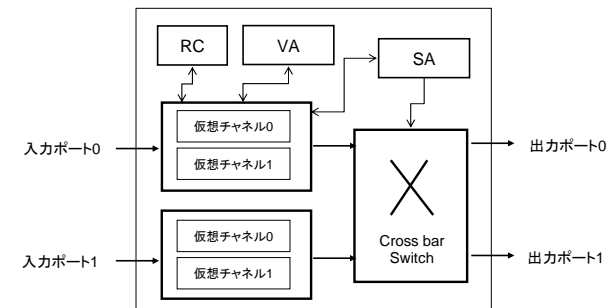 RC
VA
SA
仮想チャネル0
入力ポート0
仮想チャネル1
出力ポート0
仮想チャネル0
入力ポート1
仮想チャネル1
Cross bar
Switch
出力ポート1